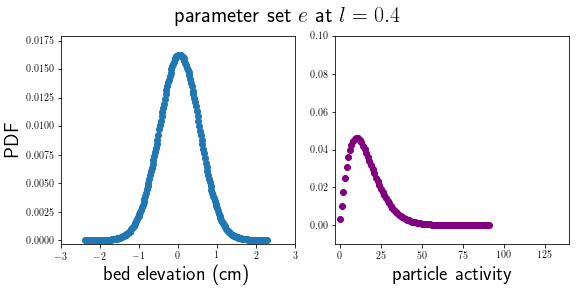 parameter set e at l = 0.4
PDF
0.0175
0.0150
0.0125
0.0100
0.0075
0.0050
0.0025
0.0000
−3 −2 −1 0 1 2 3
bed elevation (cm)
0.10
0.08
0.06
0.04
0.02
0.00
0 25 50 75 100 125
particle activity